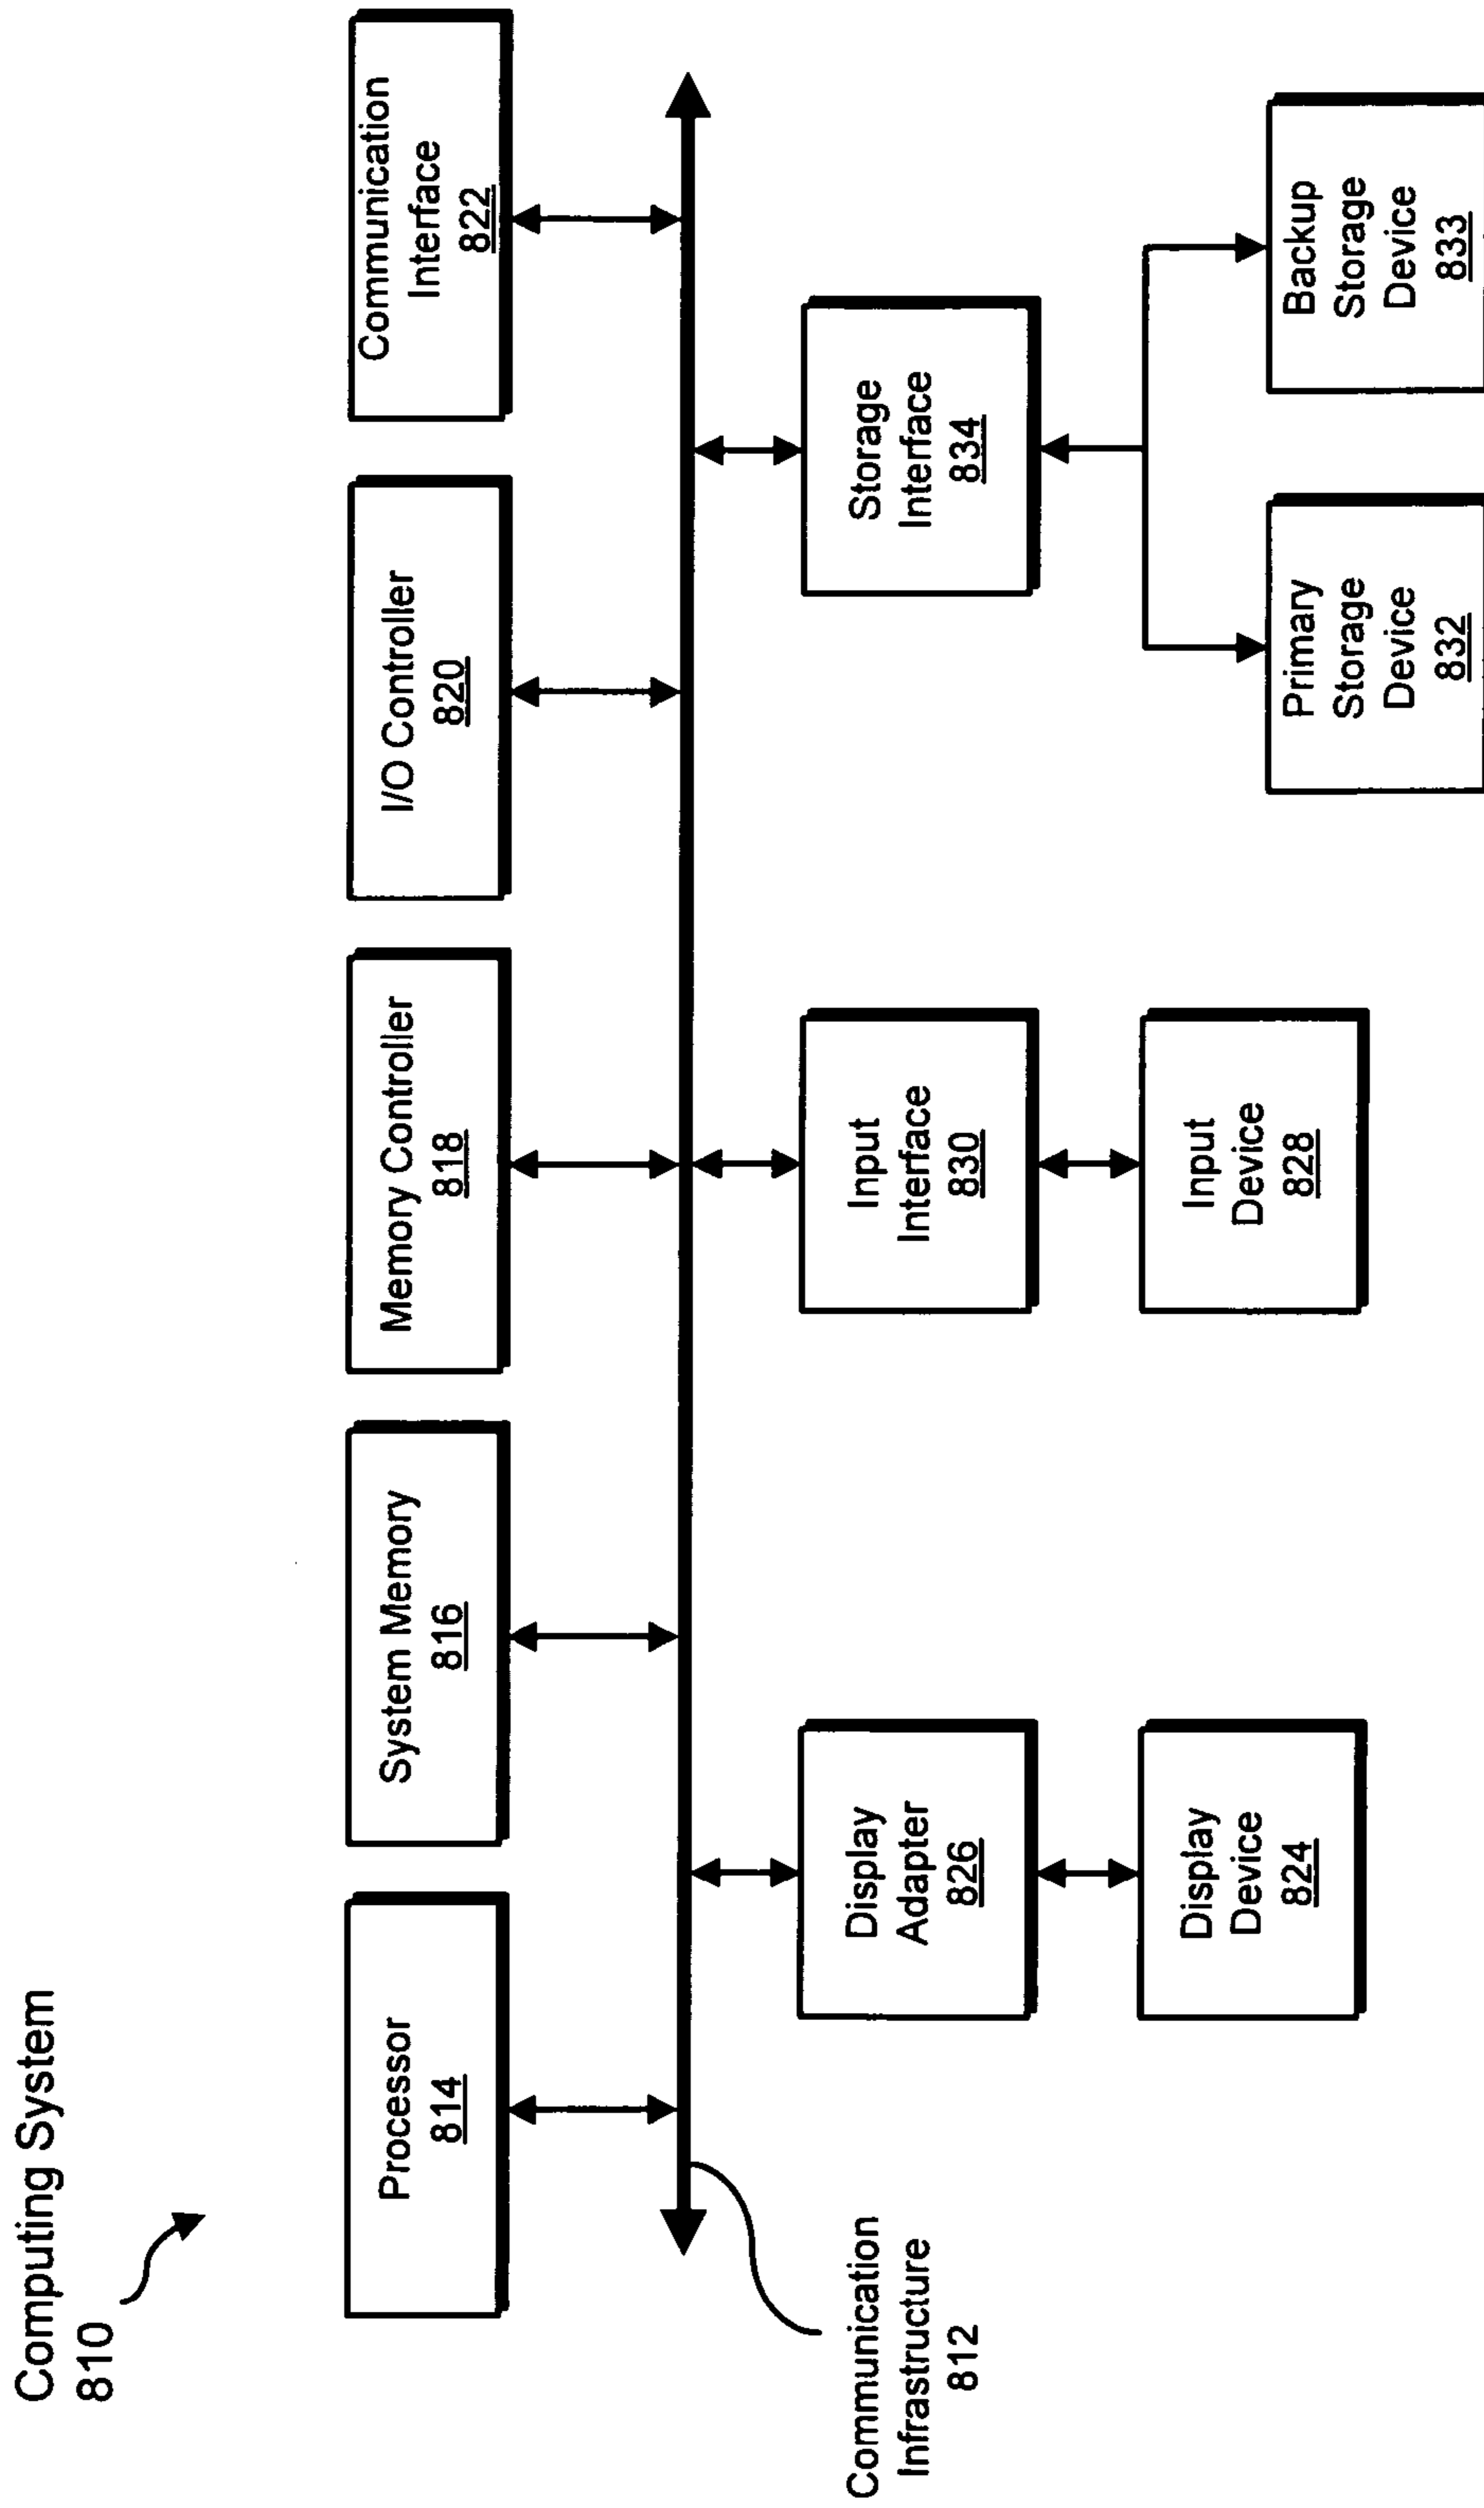 Computing System
810
Processor
814
System Memory
816
Memory Controller
818
I/O Controller
820
Communication
Interface
822
Communication
Infrastructure
812
Display
Adapter
826
Input
Interface
830
Storage
Interface
834
Display
Device
824
Input
Device
828
Primary
Storage
Device
832
Backup
Storage
Device
833